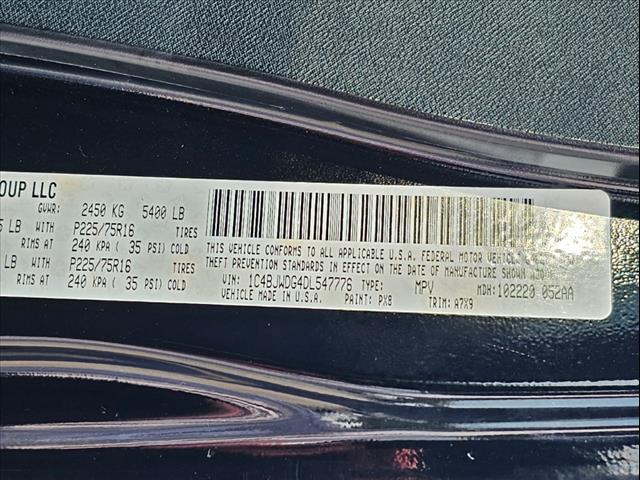 OUP LLC
GVWR: 2450 KG 5400 LB
LB WITH P225/75R16 TIRES
RIMS AT 240 KPA ( 35 PSI) COLD
LB WITH P225/75R16 TIRES
RIMS AT 240 KPA ( 35 PSI) COLD
THIS VEHICLE CONFORMS TO ALL APPLICABLE U.S.A. FEDERAL MOTOR VEHICLE
THEFT PREVENTION STANDARDS IN EFFECT ON THE DATE OF MANUFACTURE SHOWN
VIN: 1C4BJWDG4DL547776 TYPE: MPV MDH: 102220 052AA
VEHICLE MADE IN U.S.A. PAINT: PX8 TRIM: A7X9